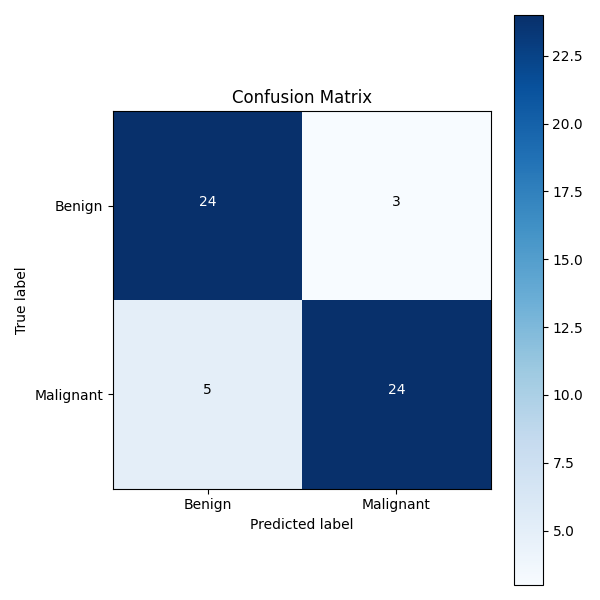 Confusion Matrix
True label
Benign
24
3
Malignant
5
24
Benign
Malignant
Predicted label
22.5
20.0
17.5
15.0
12.5
10.0
7.5
5.0